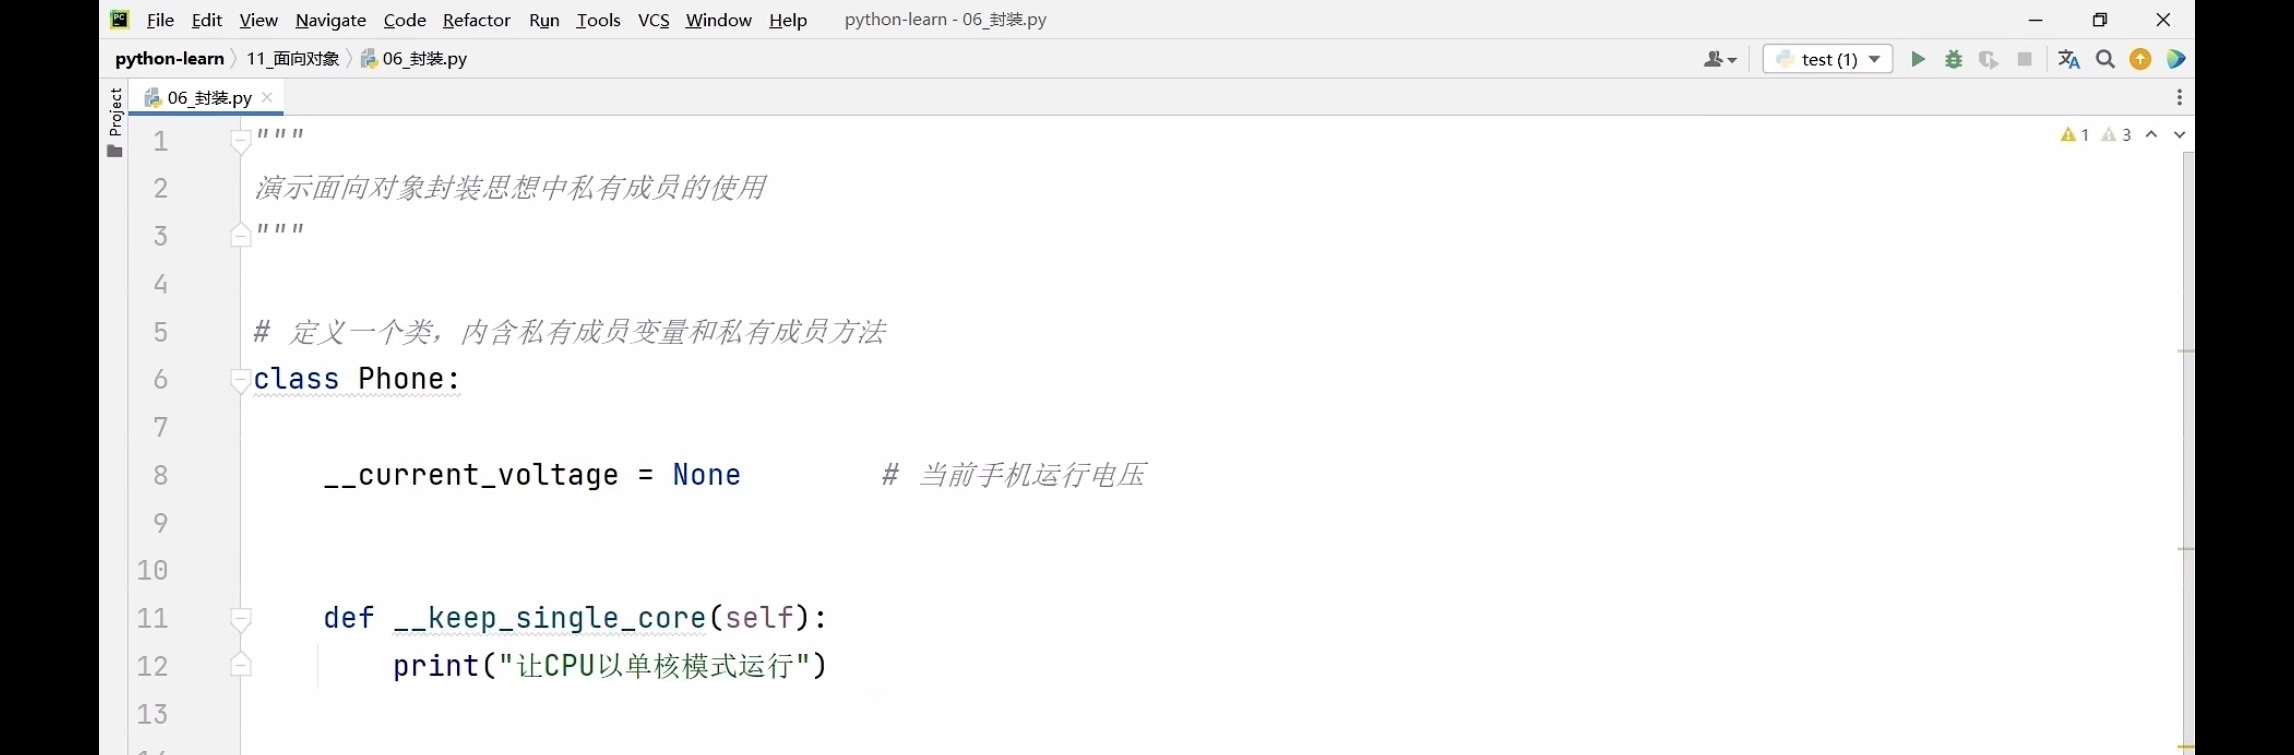 File Edit View Navigate Code Refactor Run Tools VCS Window Help python-learn - 06_封装.py
python-learn 11_面向对象 06_封装.py test (1)
06_封装.py
Project
1 3
1 """
2 演示面向对象封装思想中私有成员的使用
3 """
4
5 # 定义一个类，内含私有成员变量和私有成员方法
6 class Phone:
7
8 __current_voltage = None # 当前手机运行电压
9
10
11 def __keep_single_core(self):
12 print("让CPU以单核模式运行")
13